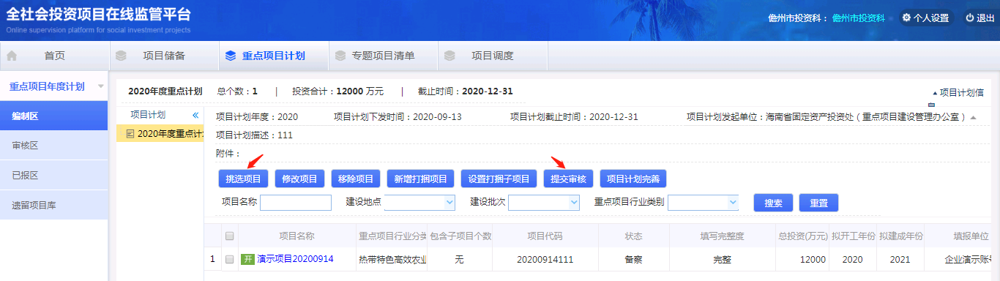 全社会投资项目在线监管平台
Online supervision platform for social investment projects
儋州市投资科： 儋州市投资科 个人设置 退出
首页 项目储备 重点项目计划 专题项目清单 项目调度
重点项目年度计划
编制区
审核区
已报区
遗留项目库
2020年度重点计划 总个数：1 | 投资合计：12000 万元 | 截止时间：2020-12-31
项目计划信息
项目计划 «
2020年度重点计划
项目计划年度：2020 项目计划下发时间：2020-09-13 项目计划截止时间：2020-12-31 项目计划发起单位：海南省固定资产投资处（重点项目建设管理办公室）
项目计划描述：111
附件：
挑选项目 修改项目 移除项目 新增打捆项目 设置打捆子项目 提交审核 项目计划完善
项目名称 建设地点 建设批次 重点项目行业类别 搜索 重置
项目名称 重点项目行业分类 包含子项目个数 项目代码 状态 填写完整度 总投资(万元) 拟开工年份 拟建成年份 填报单位
1 开 演示项目20200914 热带特色高效农业 无 20200914111 备案 完整 12000 2020 2021 企业演示账号